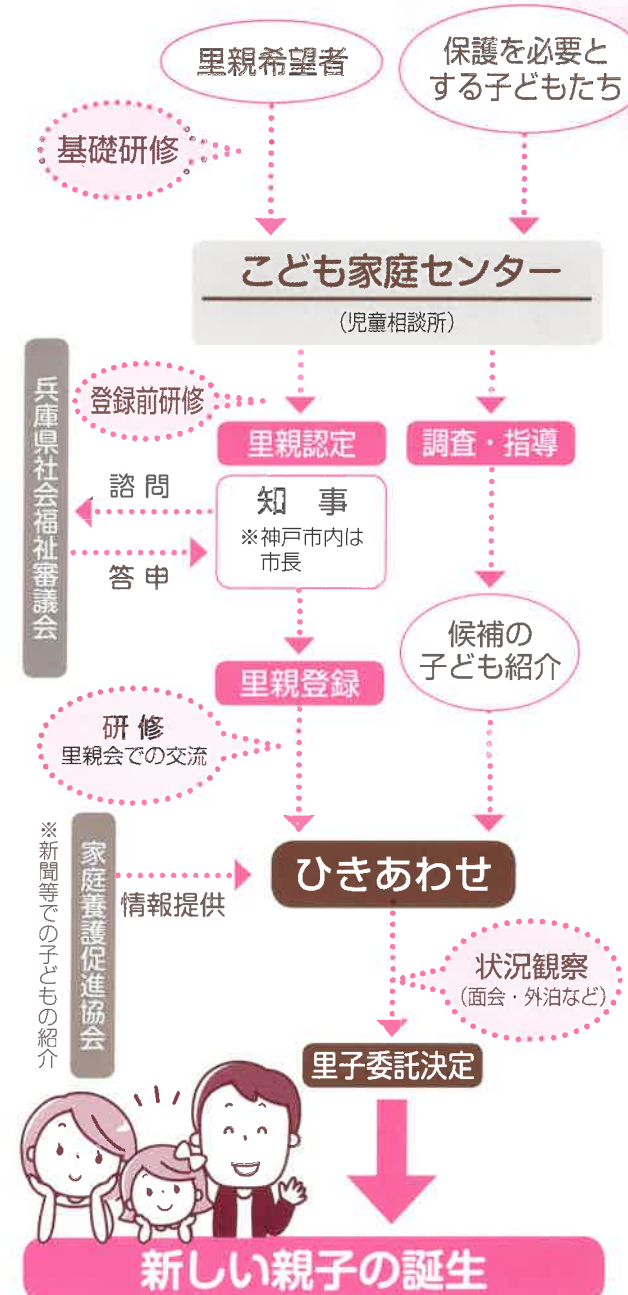 里親希望者
保護を必要と
する子どもたち
基礎研修
こども家庭センター
(児童相談所)
登録前研修
里親認定
調査・指導
兵庫県社会福祉審議会
諮問
答申
知 事
※神戸市内は
市長
候補の
子ども紹介
里親登録
研修
里親会での交流
※新聞等での子どもの紹介
家庭養護促進協会
情報提供
ひきあわせ
状況観察
(面会・外泊など)
里子委託決定
新しい親子の誕生